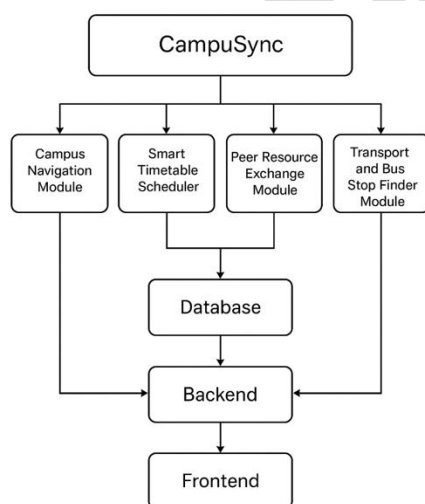 CampuSync
Campus
Navigation
Module
Smart
Timetable
Scheduler
Peer Resource
Exchange
Module
Transport
and Bus
Stop Finder
Module
Database
Backend
Frontend